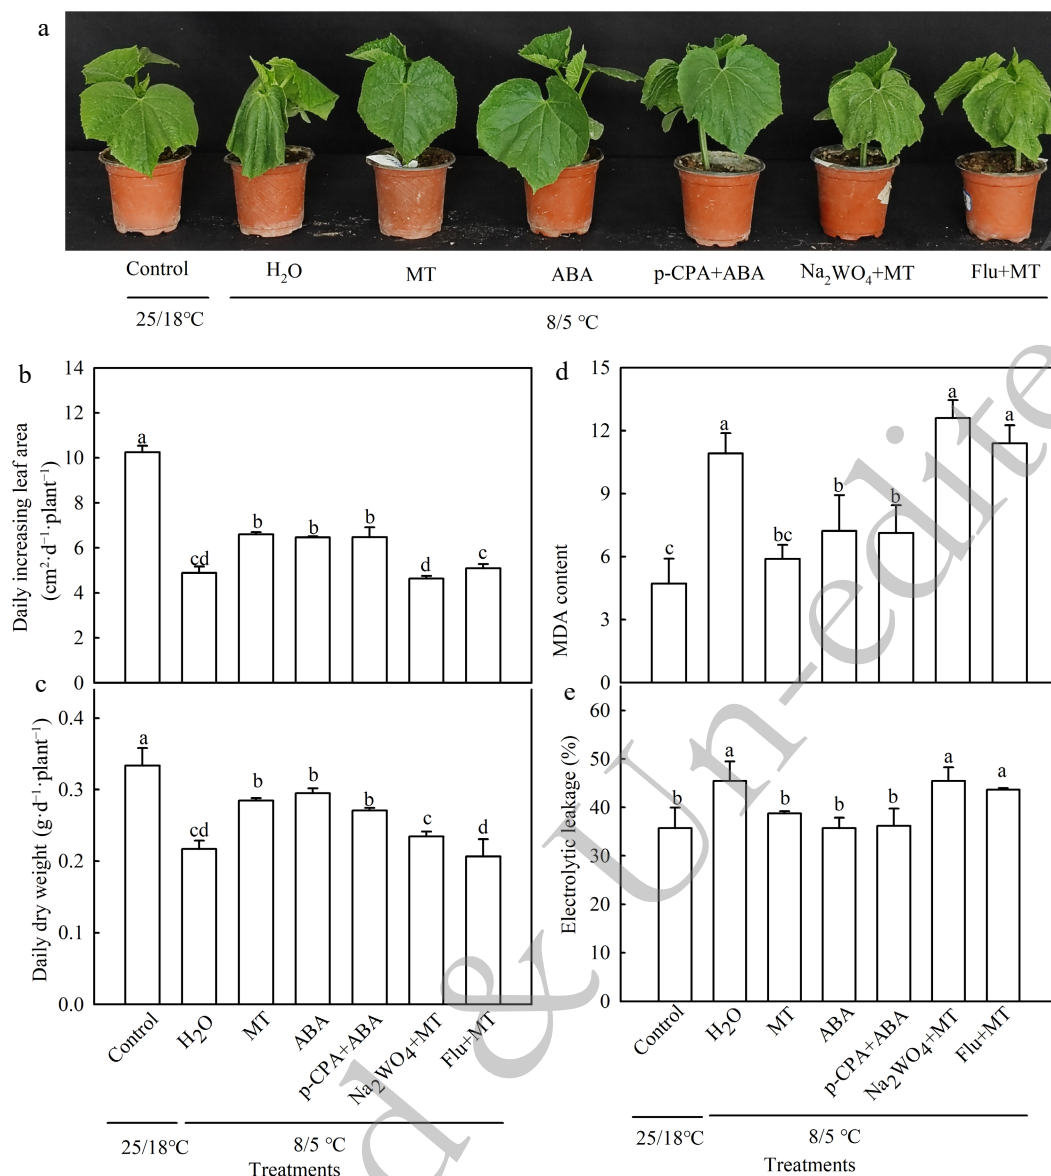 a
Control
H₂O
MT
ABA
p-CPA+ABA
Na₂WO₄+MT
Flu+MT
25/18℃
8/5 ℃
b
14
12
10
8
6
4
2
0
Daily increasing leaf area
(cm²·d⁻¹·plant⁻¹)
a
cd
b
b
b
d
c
d
15
12
9
6
3
0
MDA content
c
a
bc
b
b
a
a
c
0.4
0.3
0.2
0.1
0.0
Daily dry weight (g·d⁻¹·plant⁻¹)
a
cd
b
b
b
c
d
Control
H₂O
MT
ABA
p-CPA+ABA
Na₂WO₄+MT
Flu+MT
25/18℃
8/5 ℃
Treatments
e
60
50
40
30
20
10
0
Electrolytic leakage (%)
b
a
b
b
b
a
a
Control
H₂O
MT
ABA
p-CPA+ABA
Na₂WO₄+MT
Flu+MT
25/18℃
8/5 ℃
Treatments
d & Un-edite